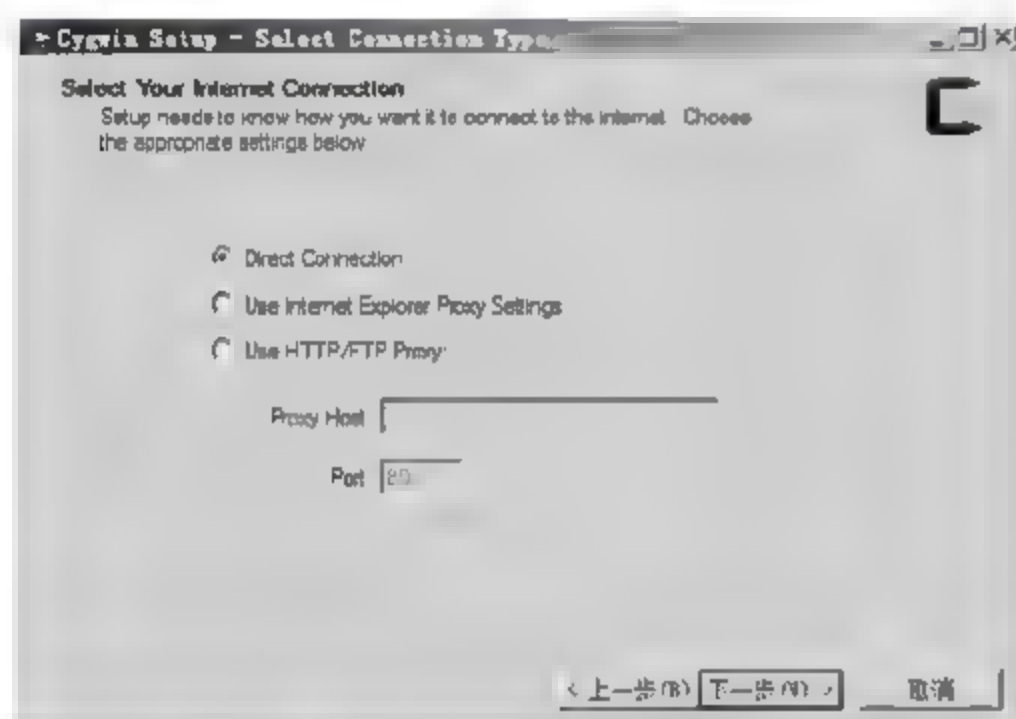 Cygwin Setup - Select Connection Type
Select Your Internet Connection
Setup needs to know how you want it to connect to the internet. Choose
the appropriate settings below
Direct Connection
Use Internet Explorer Proxy Settings
Use HTTP/FTP Proxy:
Proxy Host
Port 80
< 上一步(B) 下一步(N) > 取消